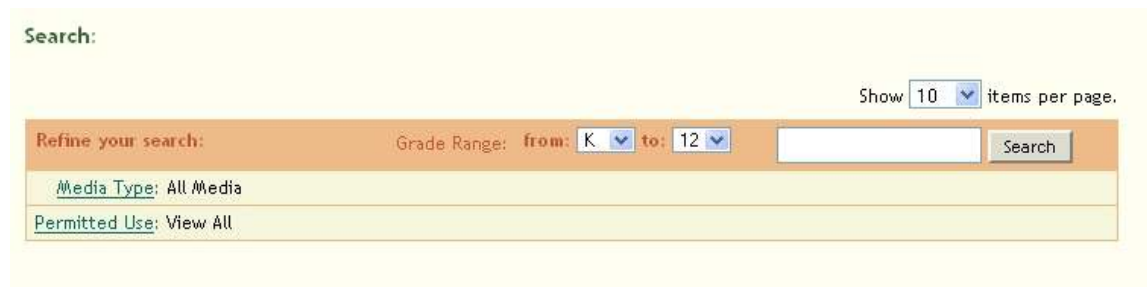 Search:
Show 10 items per page.
Refine your search: Grade Range: from: K to: 12 Search
Media Type: All Media
Permitted Use: View All